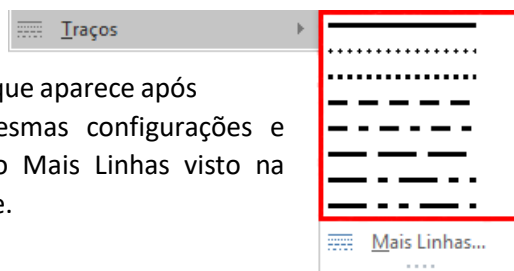 Traços
que aparece após
esmas configurações e
o Mais Linhas visto na
e.
Mais Linhas...